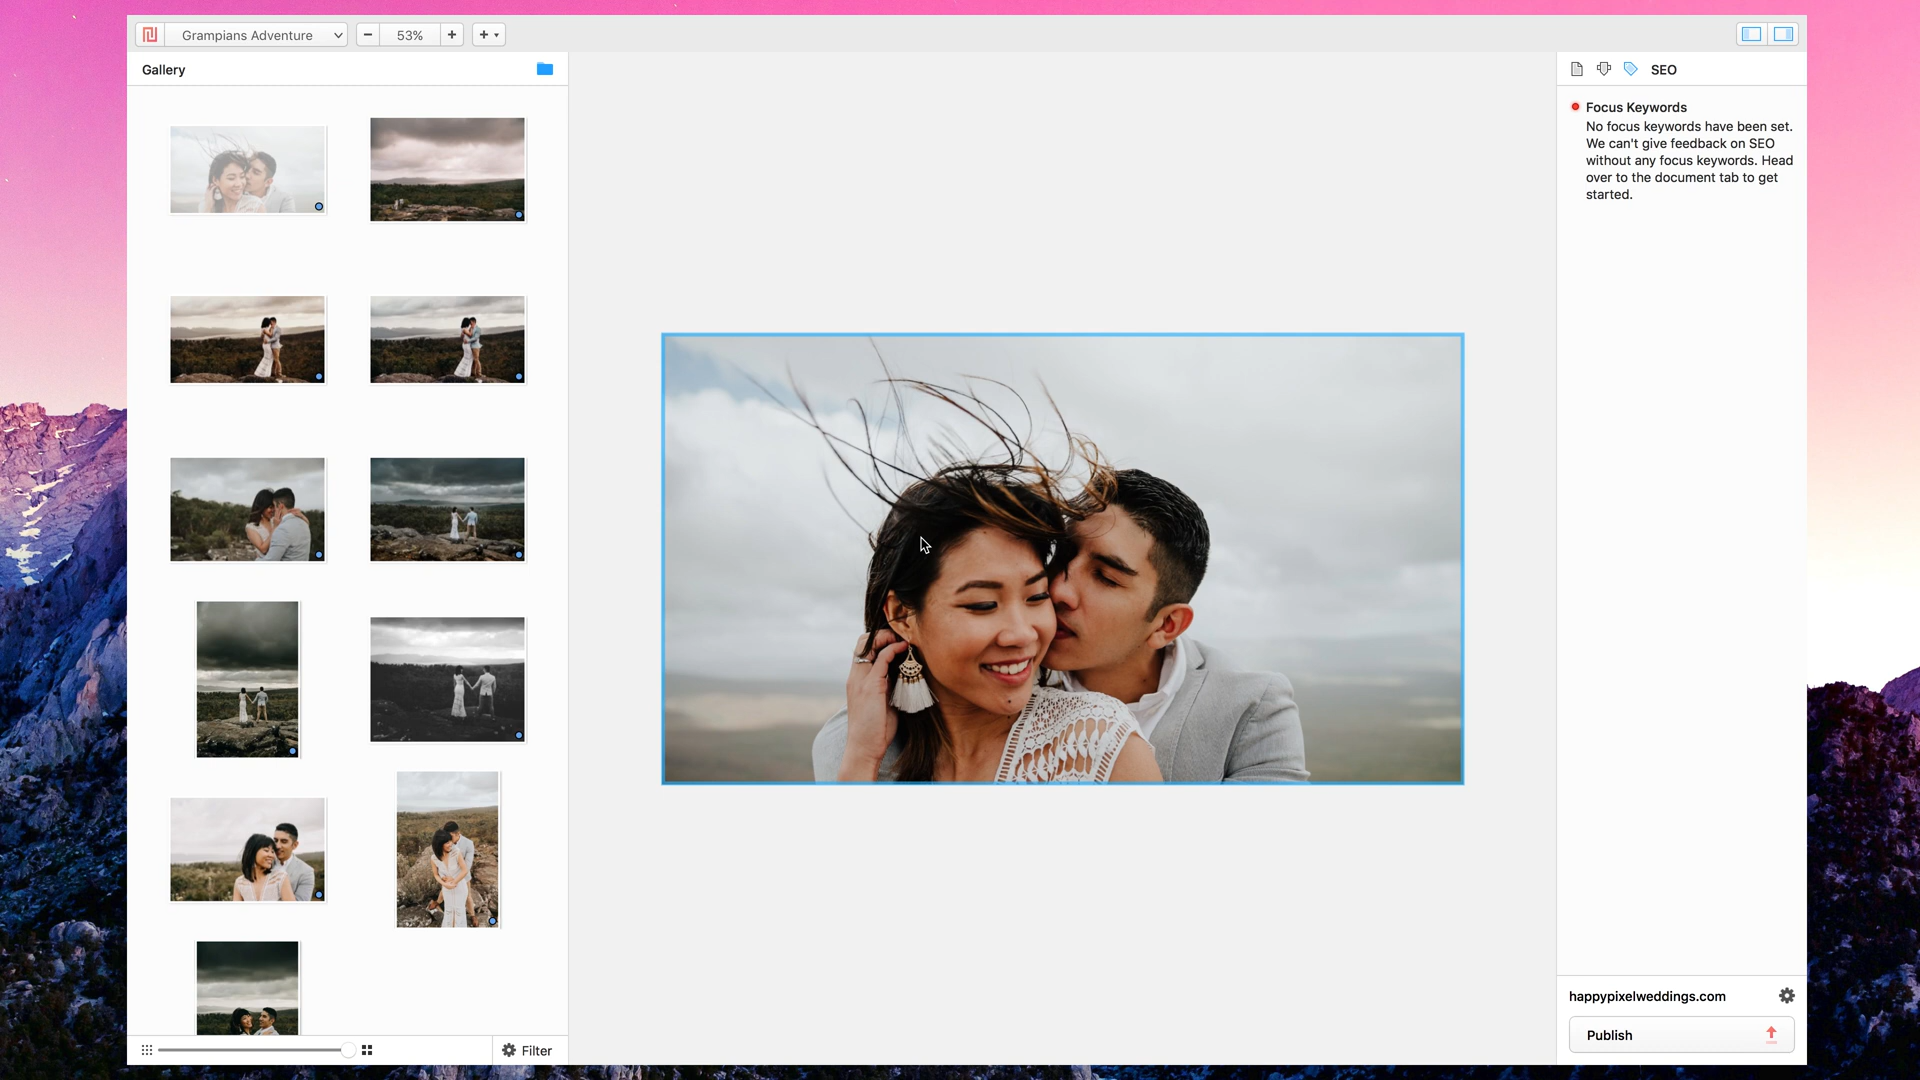 Grampians Adventure
53%
Gallery
SEO
Focus Keywords
No focus keywords have been set.
We can't give feedback on SEO
without any focus keywords. Head
over to the document tab to get
started.
happypixelweddings.com
Publish
Filter